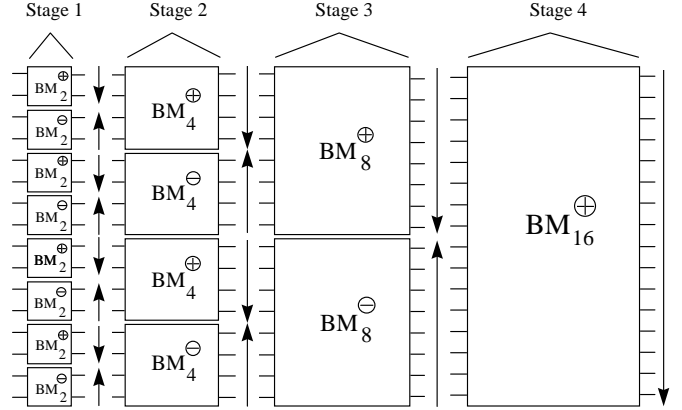 Stage 1
Stage 2
Stage 3
Stage 4
BM₂⊕
BM₂⊖
BM₂⊕
BM₂⊖
BM₂⊕
BM₂⊖
BM₂⊕
BM₂⊖
BM₄⊕
BM₄⊖
BM₄⊕
BM₄⊖
BM₈⊕
BM₈⊖
BM₁₆⊕